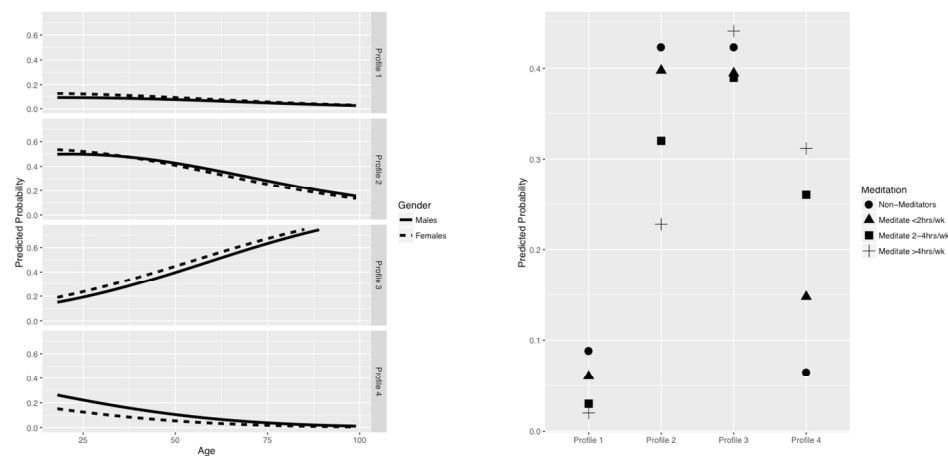 0.6
0.4
0.2
0.0
Profile 1
0.6
0.4
0.2
0.0
Profile 2
0.6
0.4
0.2
0.0
Profile 3
0.6
0.4
0.2
0.0
Profile 4
25
50
75
100
Age
Predicted Probability
Gender
Males
Females
0.4
0.3
0.2
0.1
0.0
Predicted Probability
Profile 1
Profile 2
Profile 3
Profile 4
Meditation
Non-Meditators
Meditate <2hrs/wk
Meditate 2-4hrs/wk
Meditate >4hrs/wk